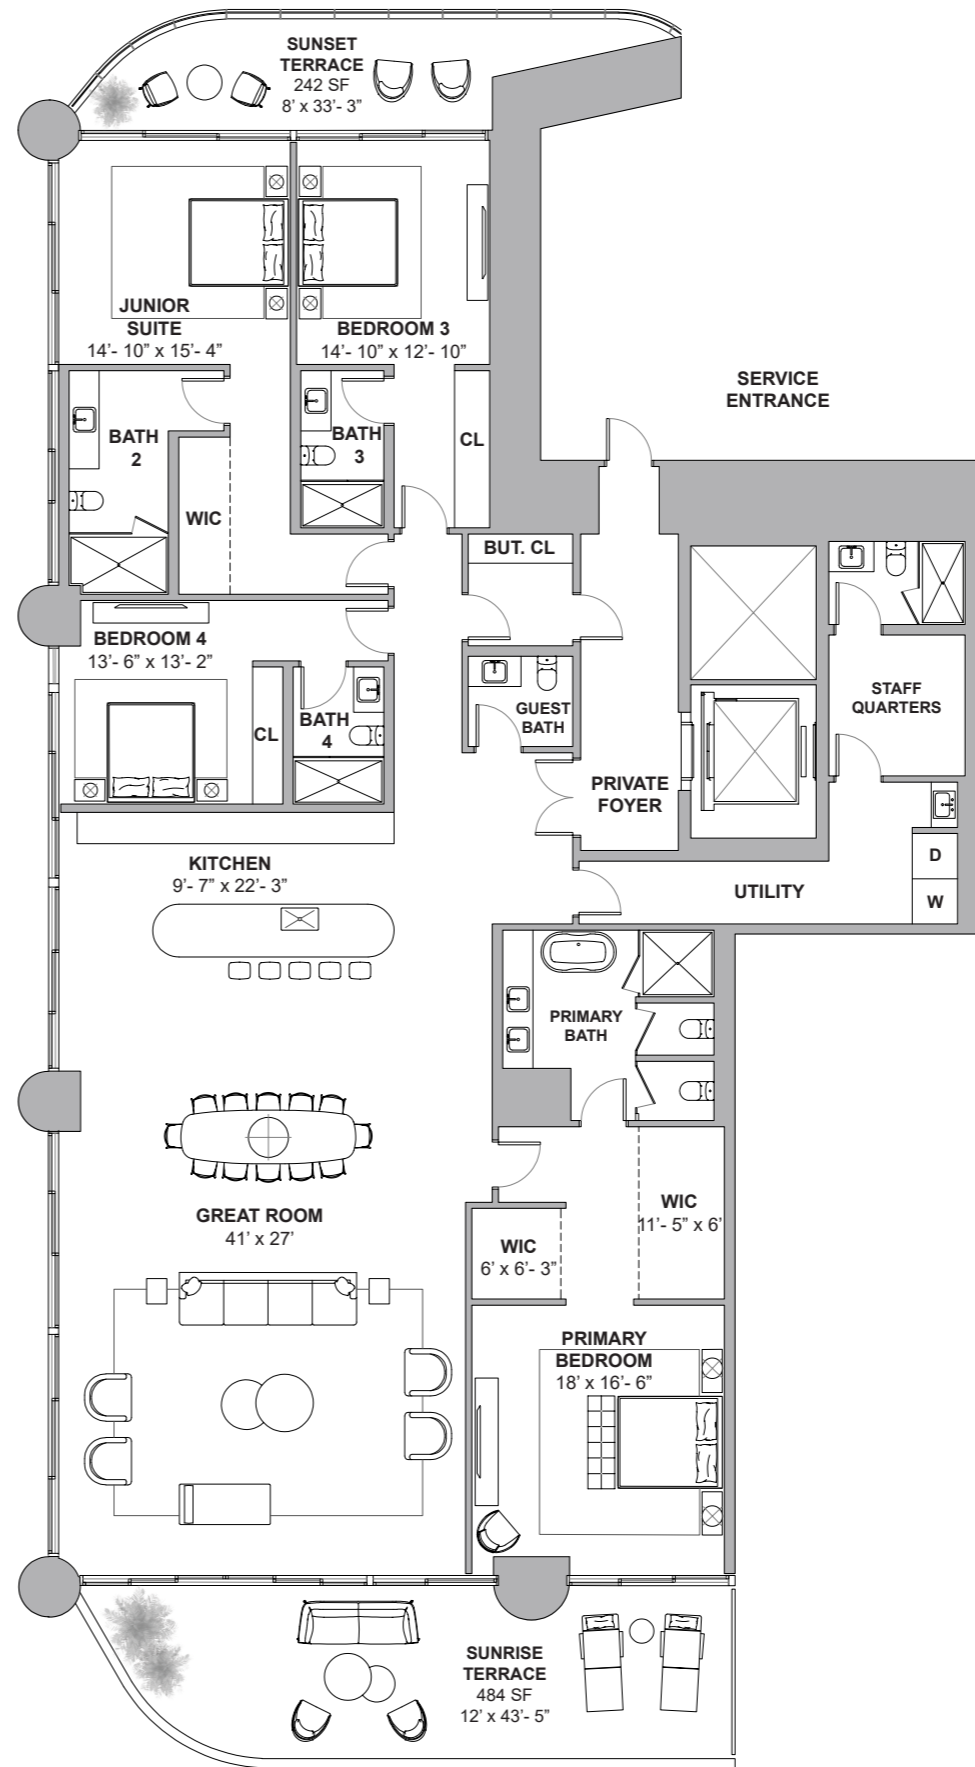 SUNSET
TERRACE
242 SF
8' x 33'- 3”
JUNIOR
SUITE
14’- 10” x 15’- 4”
BEDROOM 3
14’- 10” x 12’- 10”
SERVICE
ENTRANCE
BATH
2
BATH
3
CL
WIC
BUT. CL
BEDROOM 4
13’- 6” x 13’- 2”
CL
BATH
4
GUEST
BATH
STAFF
QUARTERS
PRIVATE
FOYER
KITCHEN
9’- 7” x 22’- 3”
UTILITY
D
W
PRIMARY
BATH
GREAT ROOM
41’ x 27’
WIC
11’- 5” x 6’
WIC
6’ x 6’- 3”
PRIMARY
BEDROOM
18’ x 16’- 6”
SUNRISE
TERRACE
484 SF
12’ x 43’- 5”